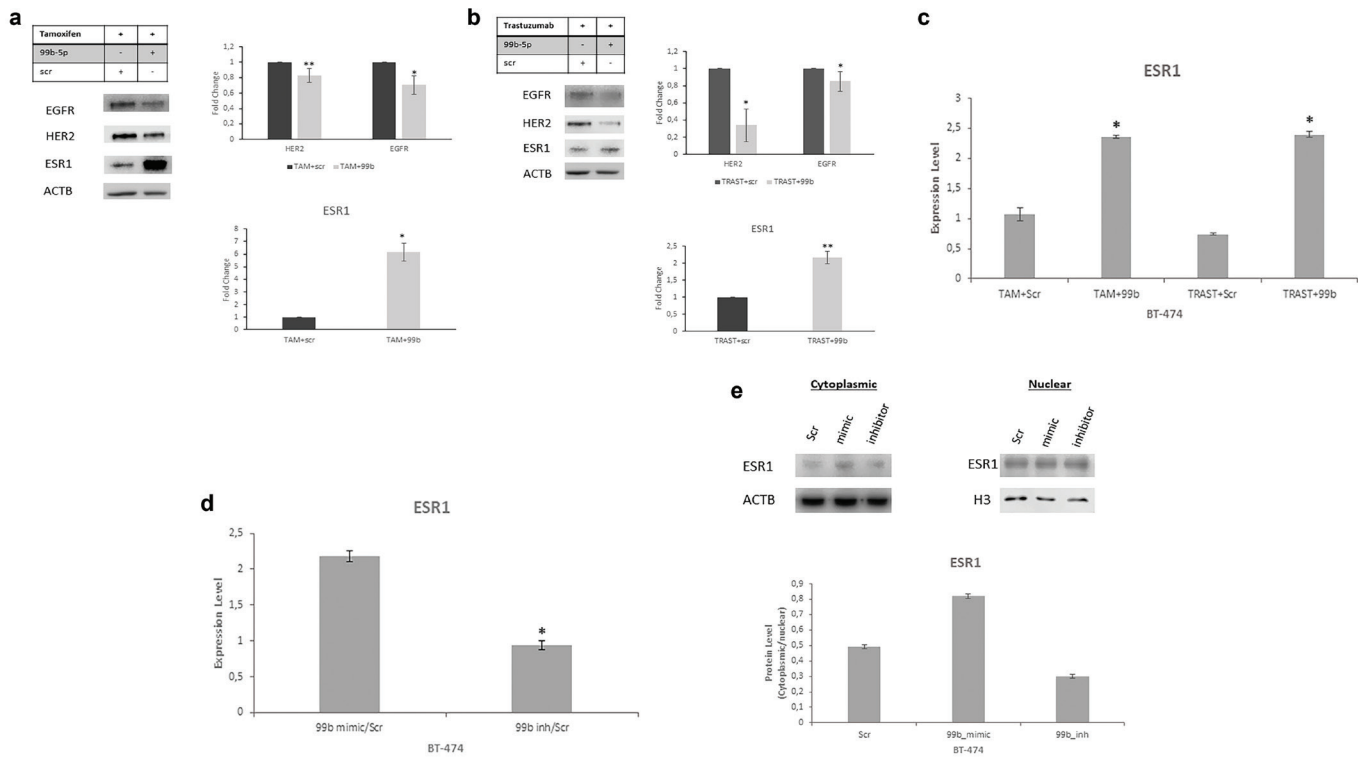 a
Tamoxifen + +
99b-5p - +
scr + -
EGFR
HER2
ESR1
ACTB
1,2
1
0,8
0,6
0,4
0,2
0
Fold Change
** *
HER2 EGFR
TAM+scr TAM+99b
ESR1
8
7
6
5
4
3
2
1
0
Fold Change
*
TAM+scr TAM+99b
b
Trastuzumab + +
99b-5p - +
scr + -
EGFR
HER2
ESR1
ACTB
1,2
1
0,8
0,6
0,4
0,2
0
Fold Change
* *
HER2 EGFR
TRAST+scr TRAST+99b
ESR1
2,5
2
1,5
1
0,5
0
Fold Change
**
TRAST+scr TRAST+99b
c
ESR1
3
2,5
2
1,5
1
0,5
0
Expression Level
* *
TAM+Scr TAM+99b TRAST+Scr TRAST+99b
BT-474
d
ESR1
2,5
2
1,5
1
0,5
0
Expression Level
*
99b mimic/Scr 99b inh/Scr
BT-474
e
Cytoplasmic Nuclear
Scr mimic inhibitor Scr mimic inhibitor
ESR1 ESR1
ACTB H3
ESR1
0,9
0,8
0,7
0,6
0,5
0,4
0,3
0,2
0,1
0
Protein Level
(Cytoplasmic/nuclear)
Scr 99b_mimic 99b_inh
BT-474